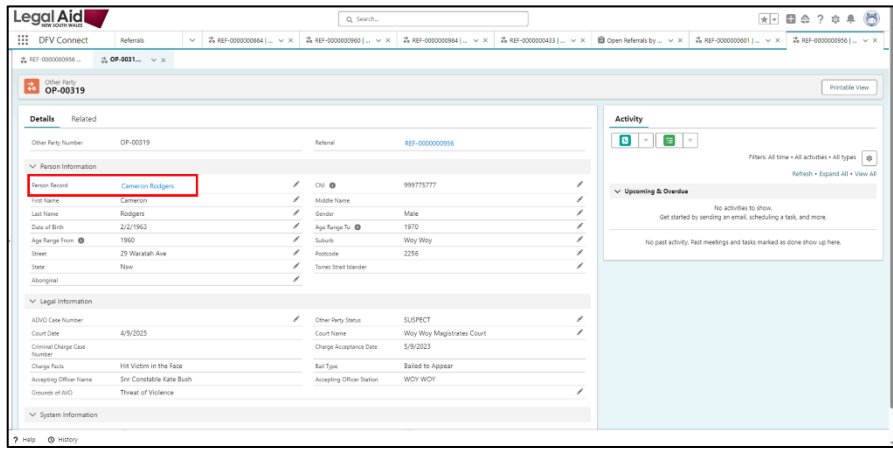 Legal Aid
NEW SOUTH WALES
Search...
DFV Connect
Referrals
REF-0000000664 | ...
REF-0000000960 | ...
REF-0000000984 | ...
REF-0000000433 | ...
Open Referrals by ...
REF-0000000601 | ...
REF-0000000956 | ...
REF-0000000956 ...
OP-0031...
Other Party
OP-00319
Printable View
Details Related
Other Party Number OP-00319 Referral REF-0000000956
Person Information
Person Record Cameron Rodgers CNI 999775777
First Name Cameron Middle Name
Last Name Rodgers Gender Male
Date of Birth 2/2/1963 Age Range To 1970
Age Range From 1960 Suburb Woy Woy
Street 29 Waratah Ave Postcode 2256
State Nsw Torres Strait Islander
Aboriginal
Legal Information
ADVO Case Number Other Party Status SUSPECT
Court Date 4/9/2023 Court Name Woy Woy Magistrates Court
Criminal Charge Case Number Charge Acceptance Date 5/9/2023
Charge Facts Hit Victim in the Face Bail Type Bailed to Appear
Accepting Officer Name Snr Constable Kate Bush Accepting Officer Station WOY WOY
Grounds of AVO Threat of Violence
System Information
Activity
Filters: All time • All activities • All types
Refresh • Expand All • View All
Upcoming & Overdue
No activities to show.
Get started by sending an email, scheduling a task, and more.
No past activity. Past meetings and tasks marked as done show up here.
? Help History